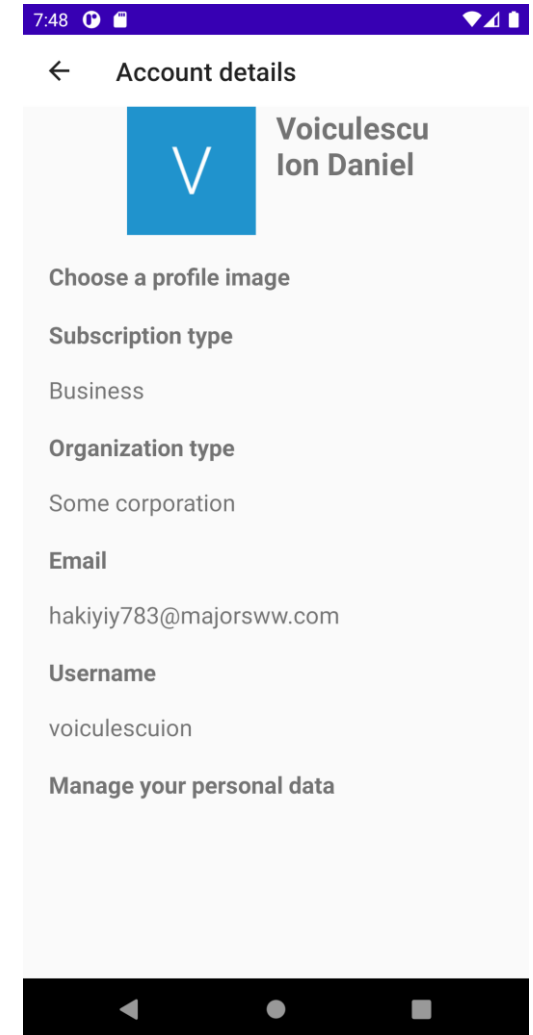 7:48
Account details
V
Voiculescu
Ion Daniel
Choose a profile image
Subscription type
Business
Organization type
Some corporation
Email
hakiyiy783@majorsww.com
Username
voiculescuion
Manage your personal data